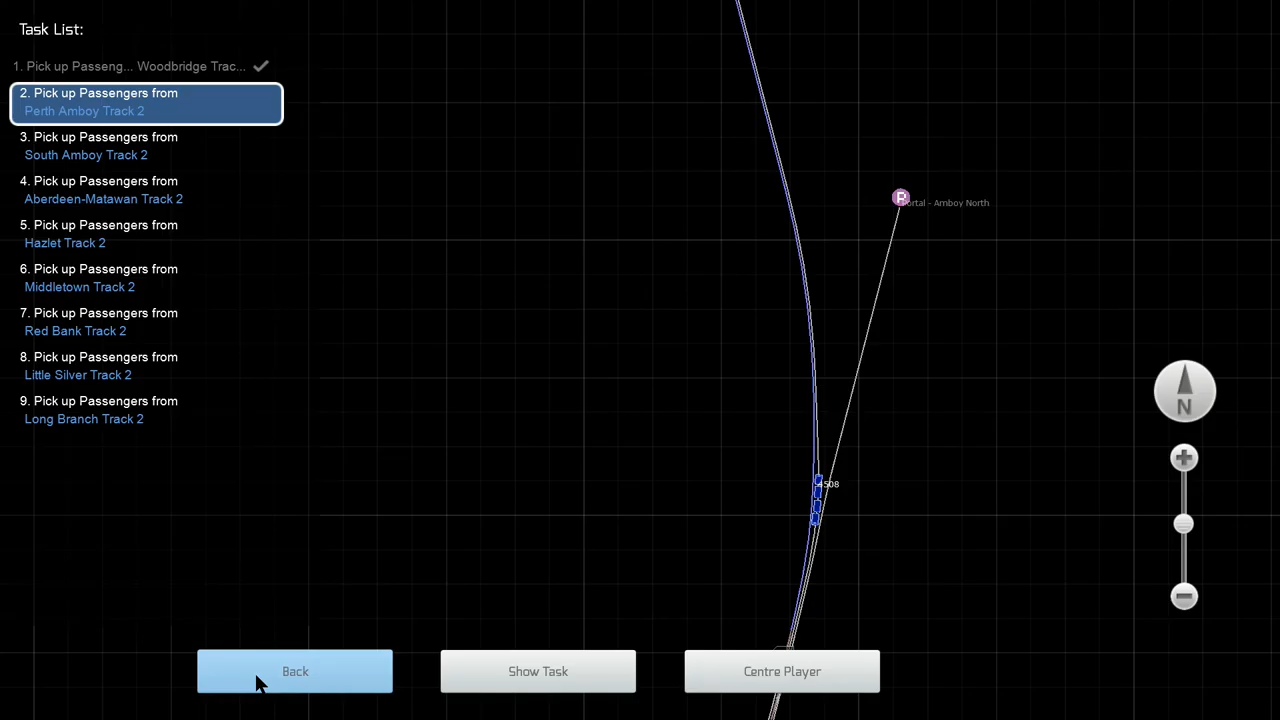 Task List:
1. Pick up Passeng... Woodbridge Trac...
2. Pick up Passengers from
Perth Amboy Track 2
3. Pick up Passengers from
South Amboy Track 2
4. Pick up Passengers from
Aberdeen-Matawan Track 2
5. Pick up Passengers from
Hazlet Track 2
6. Pick up Passengers from
Middletown Track 2
7. Pick up Passengers from
Red Bank Track 2
8. Pick up Passengers from
Little Silver Track 2
9. Pick up Passengers from
Long Branch Track 2
P
Portal - Amboy North
4508
N
Back
Show Task
Centre Player